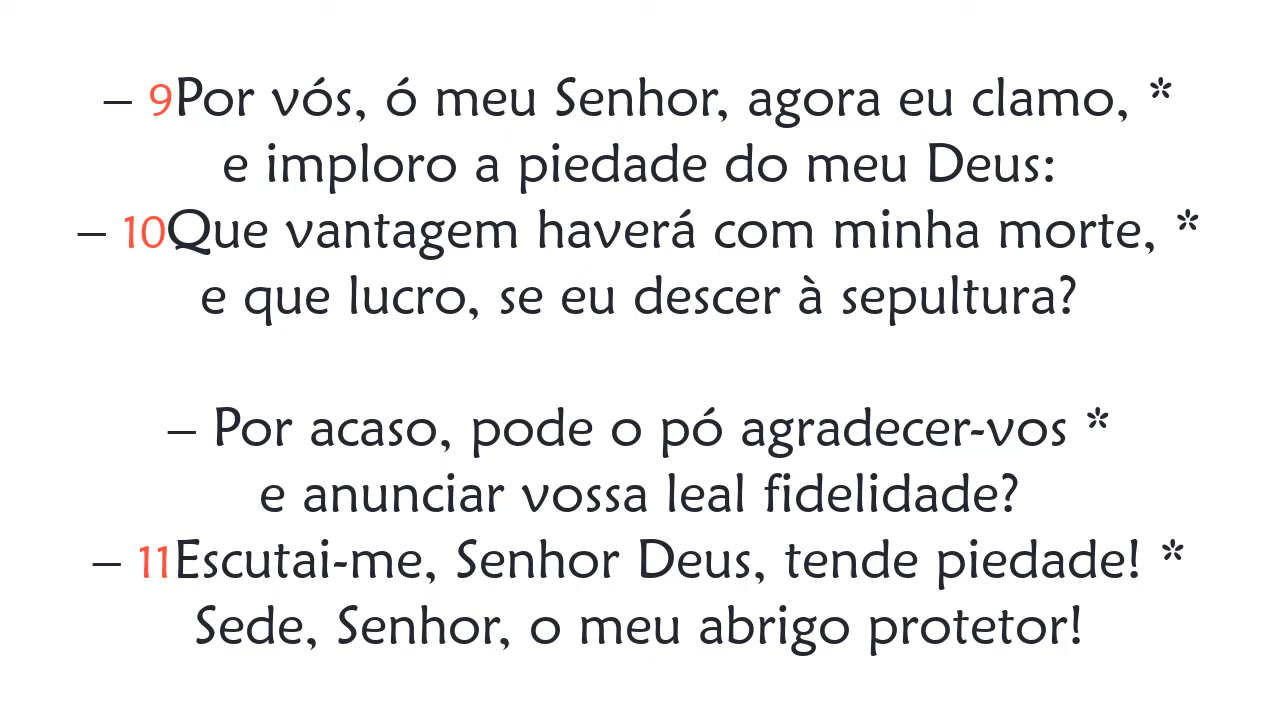 – 9Por vós, ó meu Senhor, agora eu clamo, *
e imploro a piedade do meu Deus:
– 10Que vantagem haverá com minha morte, *
e que lucro, se eu descer à sepultura?
– Por acaso, pode o pó agradecer-vos *
e anunciar vossa leal fidelidade?
– 11Escutai-me, Senhor Deus, tende piedade! *
Sede, Senhor, o meu abrigo protetor!